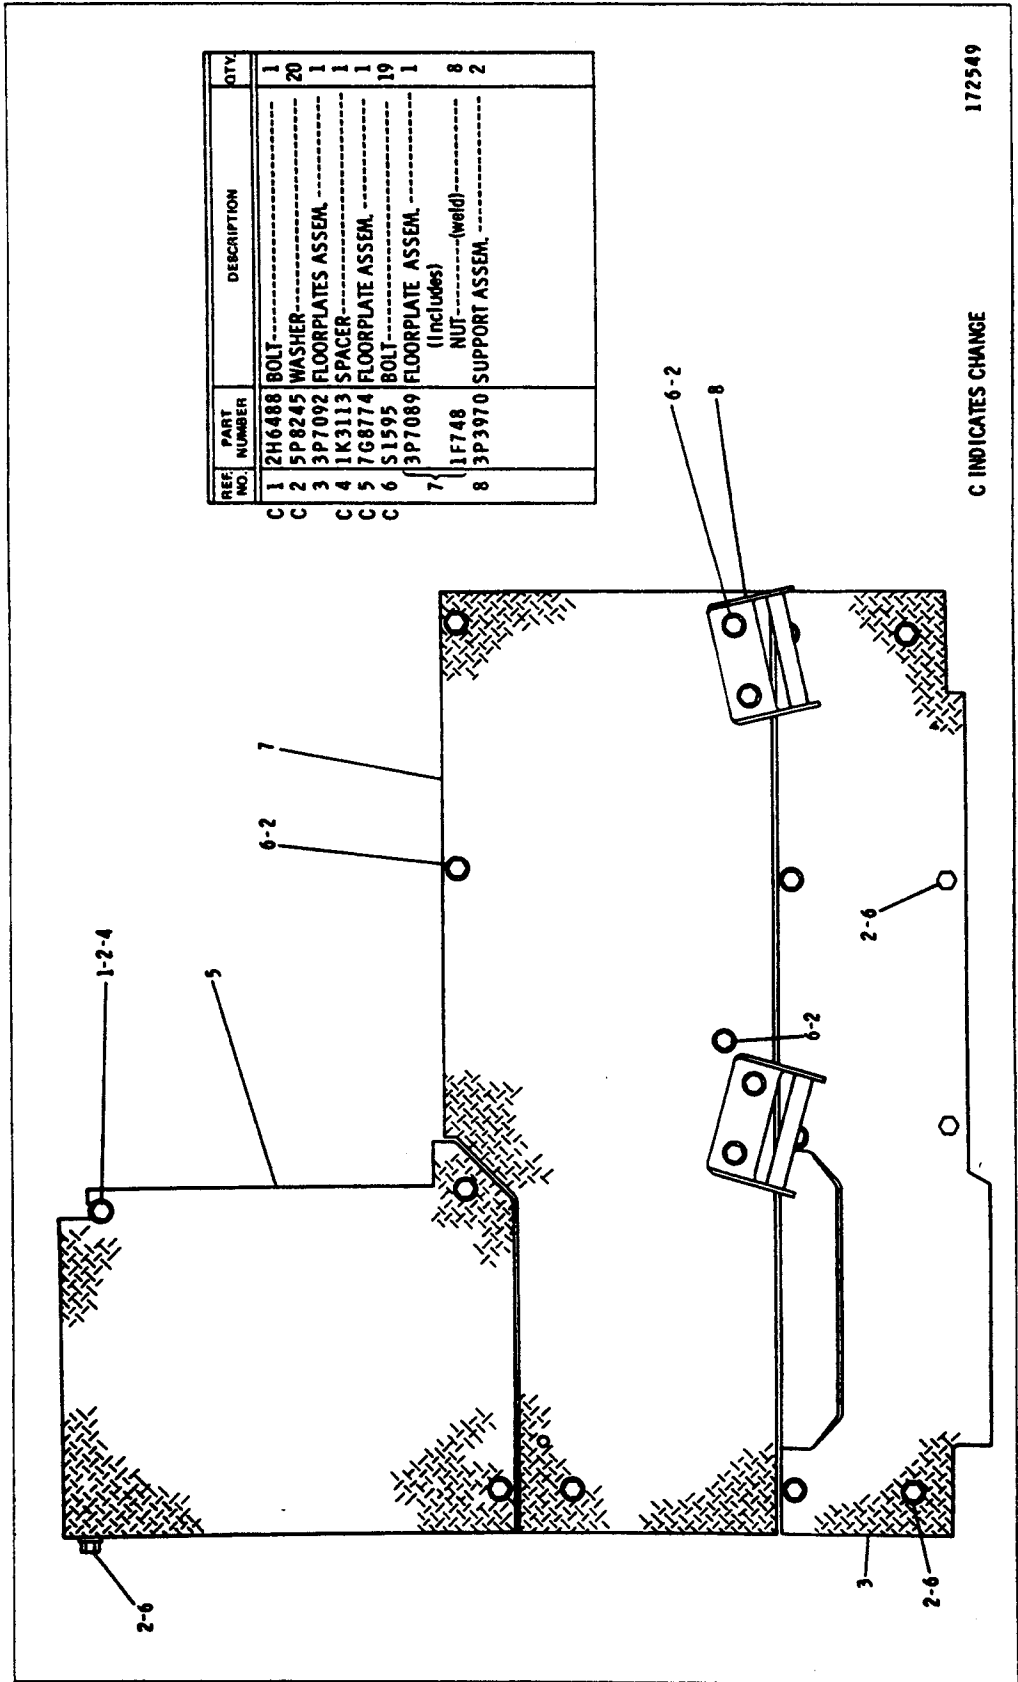 REF. NO. PART NUMBER DESCRIPTION QTY.
C 1 2H6488 BOLT------------------------------ 1
C 2 5P8245 WASHER--------------------------- 20
3 3P7092 FLOORPLATES ASSEM. ------------- 1
C 4 1K3113 SPACER---------------------------- 1
C 5 7G8774 FLOORPLATE ASSEM. -------------- 1
C 6 S1595 BOLT------------------------------ 19
7 3P7089 FLOORPLATE ASSEM. ------------- 1
(Includes)
1F748 NUT---------(weld)----------- 8
8 3P3970 SUPPORT ASSEM. ----------------- 2
2-6
1-2-4
5
6-2
7
6-2
8
6-2
2-6
3
2-6
C INDICATES CHANGE
172549